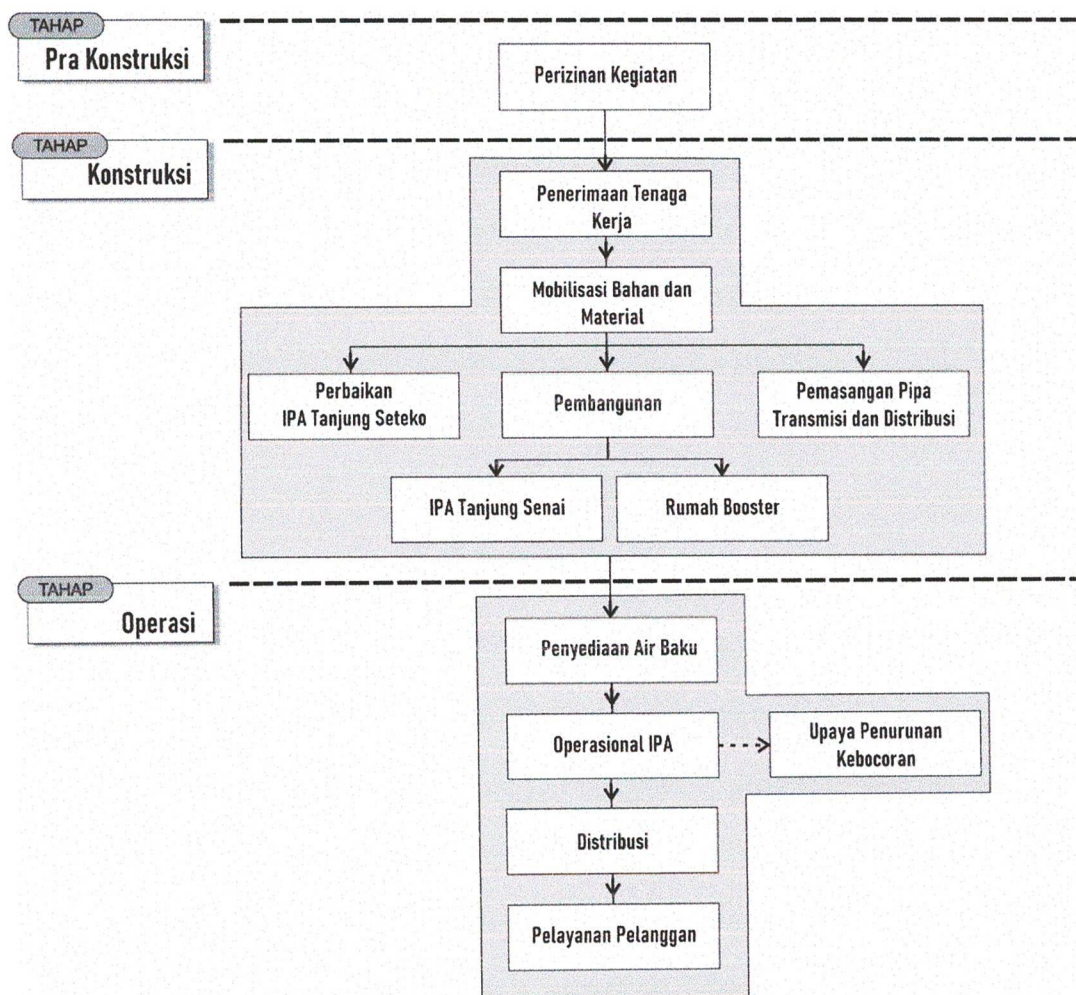 TAHAP
Pra Konstruksi
Perizinan Kegiatan
TAHAP
Konstruksi
Penerimaan Tenaga
Kerja
Mobilisasi Bahan dan
Material
Perbaikan
IPA Tanjung Seteko
Pembangunan
Pemasangan Pipa
Transmisi dan Distribusi
IPA Tanjung Senai
Rumah Booster
TAHAP
Operasi
Penyediaan Air Baku
Operasional IPA
Upaya Penurunan
Kebocoran
Distribusi
Pelayanan Pelanggan